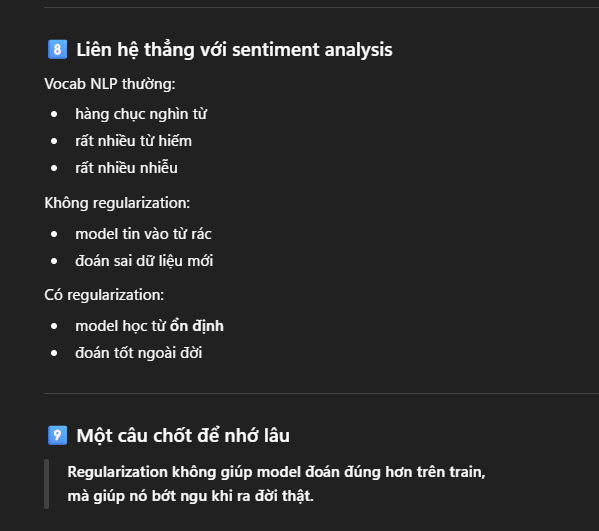 8 Liên hệ thẳng với sentiment analysis
Vocab NLP thường:
• hàng chục nghìn từ
• rất nhiều từ hiếm
• rất nhiều nhiễu
Không regularization:
• model tin vào từ rác
• đoán sai dữ liệu mới
Có regularization:
• model học từ ổn định
• đoán tốt ngoài đời
9 Một câu chốt để nhớ lâu
Regularization không giúp model đoán đúng hơn trên train,
mà giúp nó bớt ngu khi ra đời thật.